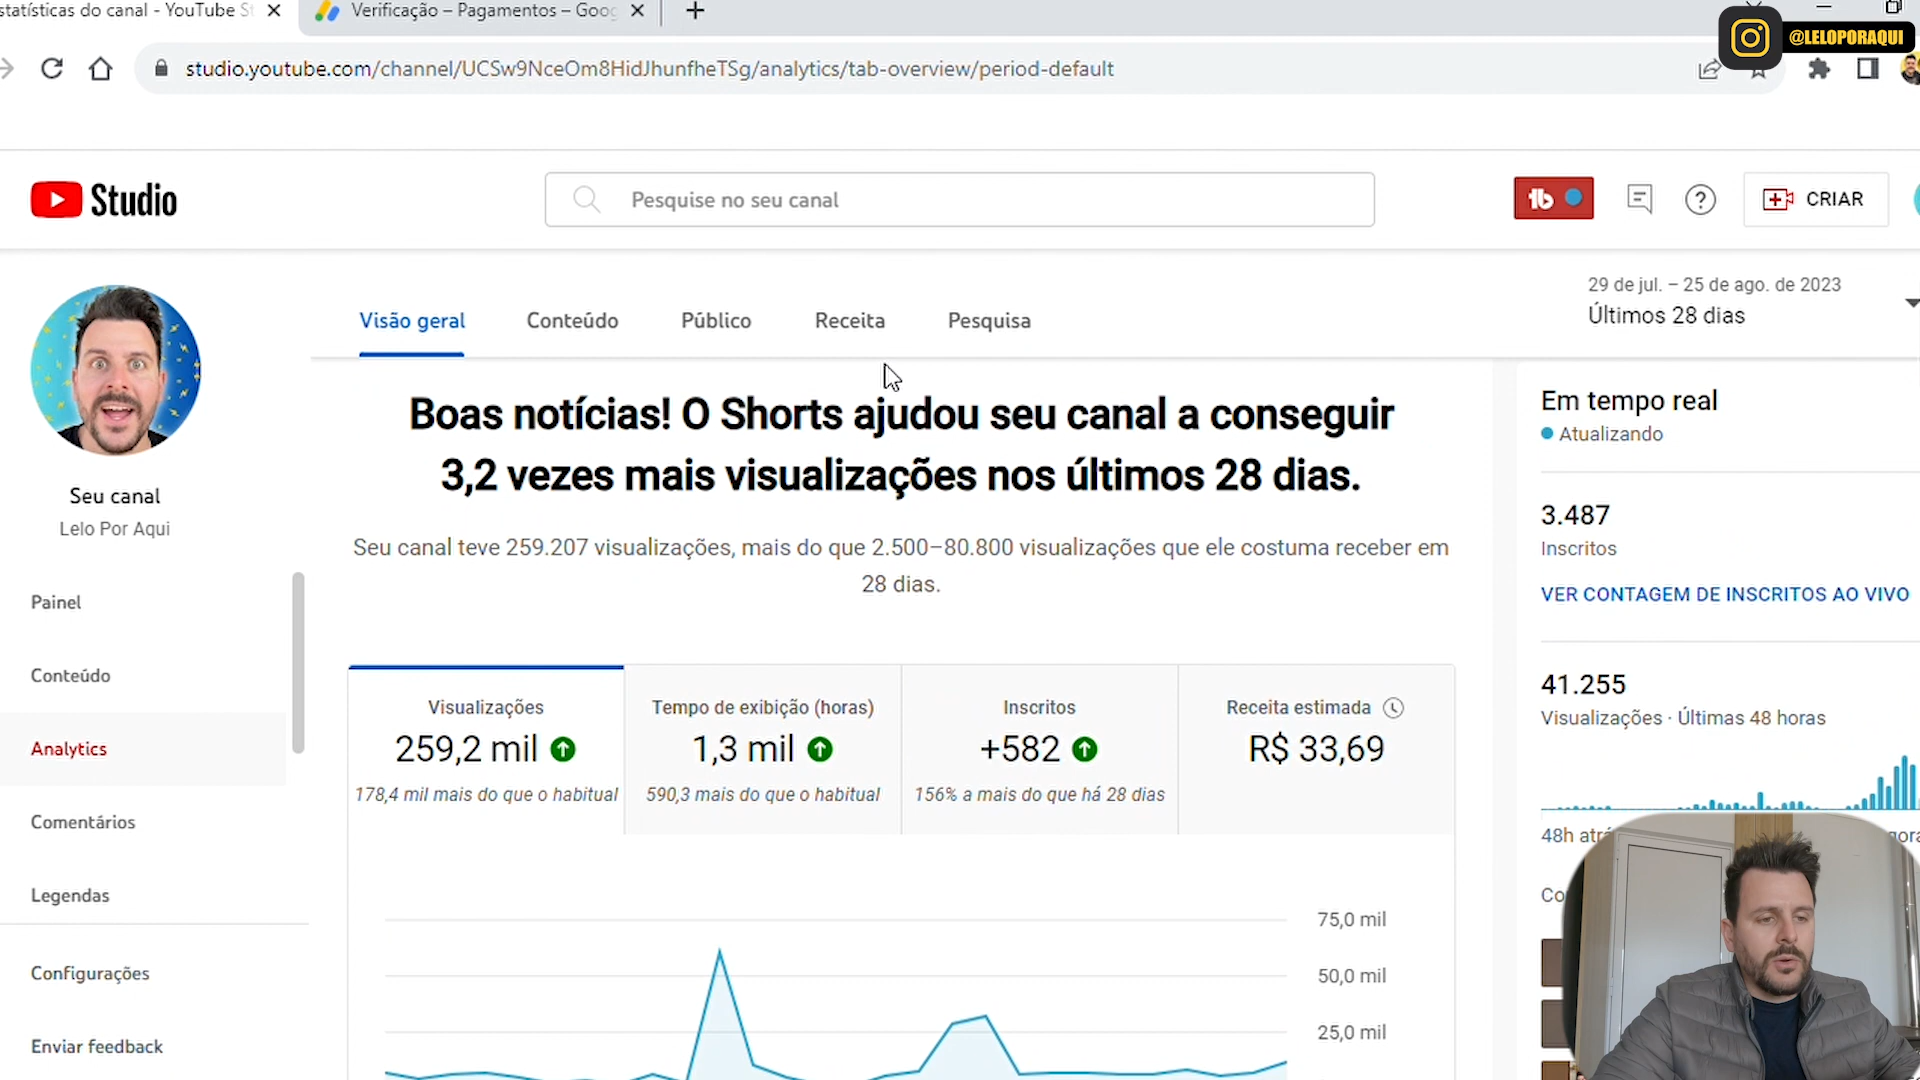 statísticas do canal - YouTube St
Verificação – Pagamentos – Goog
@LELOPORAQUI
studio.youtube.com/channel/UCSw9NceOm8HidJhunfheTSg/analytics/tab-overview/period-default
Studio
Pesquise no seu canal
tb
CRIAR
Visão geral
Conteúdo
Público
Receita
Pesquisa
29 de jul. – 25 de ago. de 2023
Últimos 28 dias
Seu canal
Lelo Por Aqui
Painel
Conteúdo
Analytics
Comentários
Legendas
Configurações
Enviar feedback
Boas notícias! O Shorts ajudou seu canal a conseguir
3,2 vezes mais visualizações nos últimos 28 dias.
Seu canal teve 259.207 visualizações, mais do que 2.500–80.800 visualizações que ele costuma receber em
28 dias.
Visualizações
259,2 mil
178,4 mil mais do que o habitual
Tempo de exibição (horas)
1,3 mil
590,3 mais do que o habitual
Inscritos
+582
156% a mais do que há 28 dias
Receita estimada
R$ 33,69
75,0 mil
50,0 mil
25,0 mil
Em tempo real
Atualizando
3.487
Inscritos
VER CONTAGEM DE INSCRITOS AO VIVO
41.255
Visualizações · Últimas 48 horas
48h atrá
Co